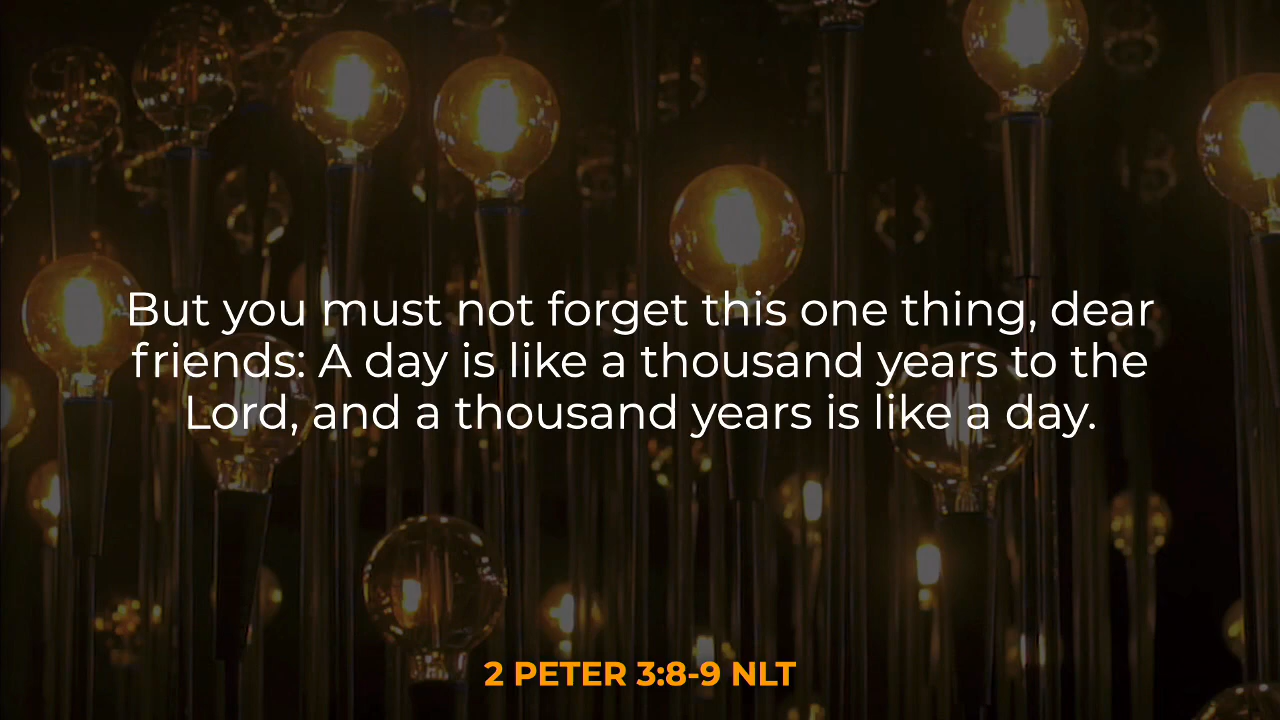 But you must not forget this one thing, dear
friends: A day is like a thousand years to the
Lord, and a thousand years is like a day.
2 PETER 3:8-9 NLT